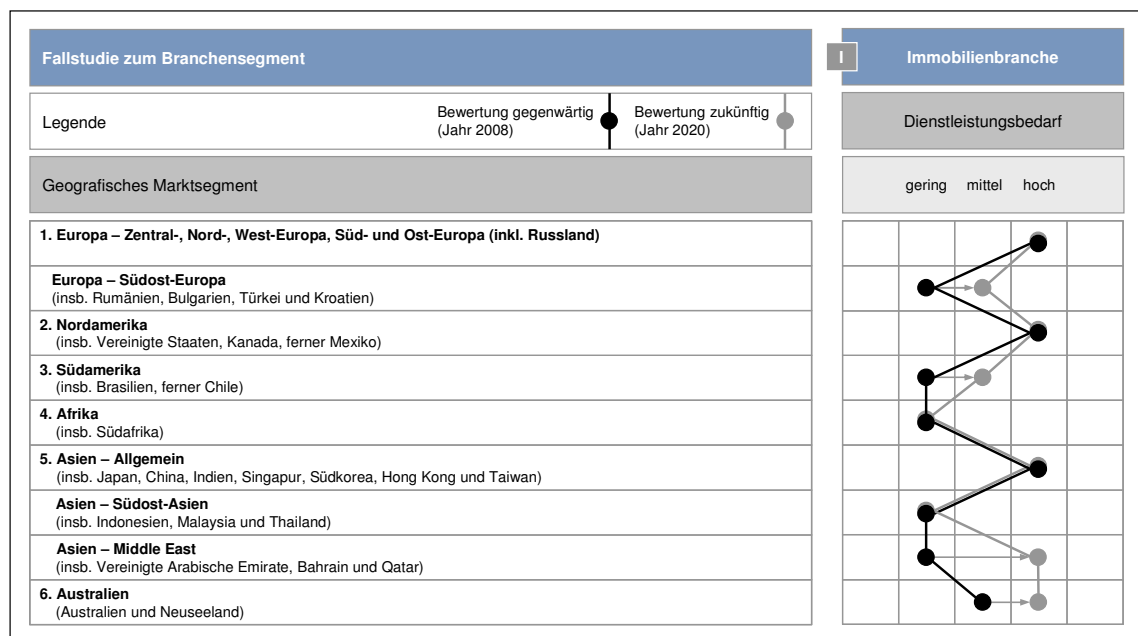 Fallstudie zum Branchensegment
I
Immobilienbranche
Legende
Bewertung gegenwärtig
(Jahr 2008)
Bewertung zukünftig
(Jahr 2020)
Dienstleistungsbedarf
Geografisches Marktsegment
gering mittel hoch
1. Europa – Zentral-, Nord-, West-Europa, Süd- und Ost-Europa (inkl. Russland)
Europa – Südost-Europa
(insb. Rumänien, Bulgarien, Türkei und Kroatien)
2. Nordamerika
(insb. Vereinigte Staaten, Kanada, ferner Mexiko)
3. Südamerika
(insb. Brasilien, ferner Chile)
4. Afrika
(insb. Südafrika)
5. Asien – Allgemein
(insb. Japan, China, Indien, Singapur, Südkorea, Hong Kong und Taiwan)
Asien – Südost-Asien
(insb. Indonesien, Malaysia und Thailand)
Asien – Middle East
(insb. Vereinigte Arabische Emirate, Bahrain und Qatar)
6. Australien
(Australien und Neuseeland)